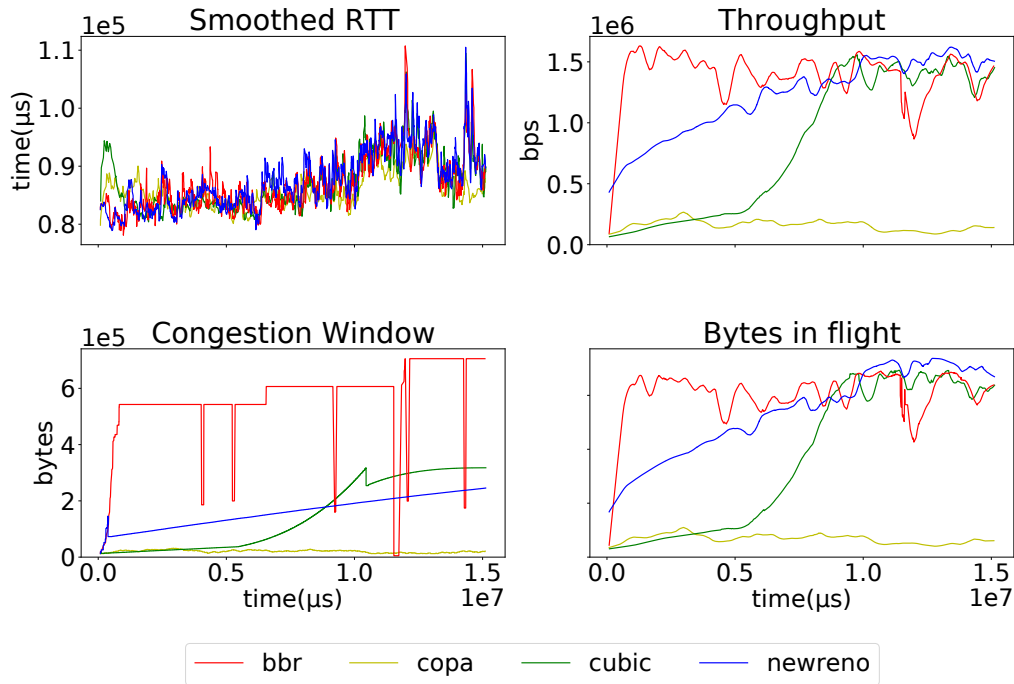 Smoothed RTT
1e5
1.1
1.0
0.9
0.8
time(µs)
Throughput
1e6
1.5
1.0
0.5
0.0
bps
Congestion Window
1e5
6
4
2
0
bytes
0.0 0.5 1.0 1.5
time(µs)
1e7
Bytes in flight
0.0 0.5 1.0 1.5
time(µs)
1e7
bbr copa cubic newreno